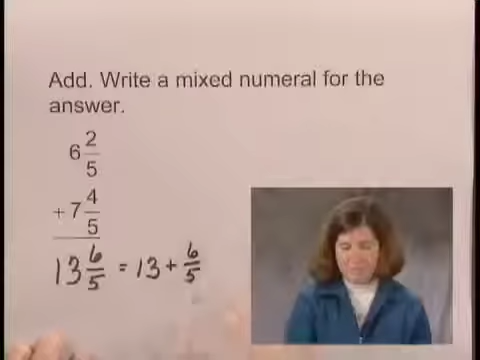 Add. Write a mixed numeral for the
answer.
6 2/5
+ 7 4/5
13 6/5 = 13 + 6/5